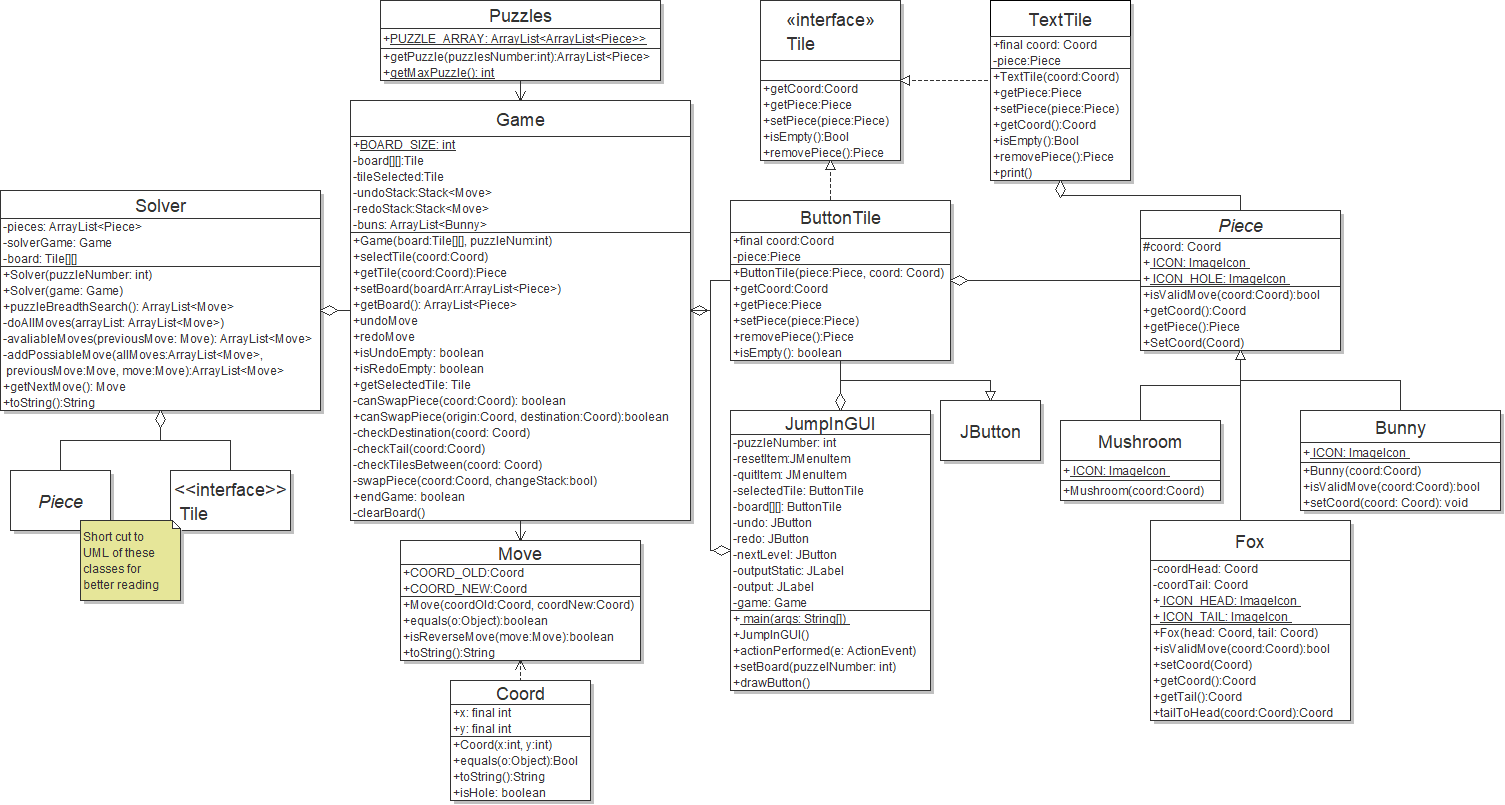 Puzzles
+PUZZLE_ARRAY: ArrayList<ArrayList<Piece>>
+getPuzzle(puzzlesNumber:int):ArrayList<Piece>
+getMaxPuzzle(): int
«interface»
Tile
+getCoord:Coord
+getPiece:Piece
+setPiece(piece:Piece)
+isEmpty():Bool
+removePiece():Piece
TextTile
+final coord: Coord
-piece:Piece
+TextTile(coord:Coord)
+getPiece:Piece
+setPiece(piece:Piece)
+getCoord():Coord
+isEmpty():Bool
+removePiece():Piece
+print()
Game
+BOARD_SIZE: int
-board[][]:Tile
-tileSelected:Tile
-undoStack:Stack<Move>
-redoStack:Stack<Move>
-buns: ArrayList<Bunny>
+Game(board:Tile[][], puzzleNum:int)
+selectTile(coord:Coord)
+getTile(coord:Coord):Piece
+setBoard(boardArr:ArrayList<Piece>)
+getBoard(): ArrayList<Piece>
+undoMove
+redoMove
+isUndoEmpty: boolean
+isRedoEmpty: boolean
+getSelectedTile: Tile
-canSwapPiece(coord:Coord): boolean
+canSwapPiece(origin:Coord, destination:Coord):boolean
-checkDestination(coord: Coord)
-checkTail(coord:Coord)
-checkTilesBetween(coord: Coord)
-swapPiece(coord:Coord, changeStack:bool)
+endGame: boolean
-clearBoard()
Solver
-pieces: ArrayList<Piece>
-solverGame: Game
-board: Tile[][]
+Solver(puzzleNumber: int)
+Solver(game: Game)
+puzzleBreadthSearch(): ArrayList<Move>
-doAllMoves(arrayList: ArrayList<Move>)
-avaliableMoves(previousMove: Move): ArrayList<Move>
-addPossiableMove(allMoves:ArrayList<Move>,
previousMove:Move, move:Move):ArrayList<Move>
+getNextMove(): Move
+toString():String
Piece
<<interface>>
Tile
Short cut to
UML of these
classes for
better reading
Move
+COORD_OLD:Coord
+COORD_NEW:Coord
+Move(coordOld:Coord, coordNew:Coord)
+equals(o:Object):boolean
+isReverseMove(move:Move):boolean
+toString():String
Coord
+x: final int
+y: final int
+Coord(x:int, y:int)
+equals(o:Object):Bool
+toString():String
+isHole: boolean
ButtonTile
+final coord:Coord
-piece:Piece
+ButtonTile(piece:Piece, coord: Coord)
+getCoord:Coord
+getPiece:Piece
+setPiece(piece:Piece)
+removePiece():Piece
+isEmpty(): boolean
JumpInGUI
-puzzleNumber: int
-resetItem:JMenuItem
-quitItem: JMenuItem
-selectedTile: ButtonTile
-board[][]: ButtonTile
-undo: JButton
-redo: JButton
-nextLevel: JButton
-outputStatic: JLabel
-output: JLabel
-game: Game
+ main(args: String[])
+JumpInGUI()
+actionPerformed(e: ActionEvent)
+setBoard(puzzelNumber: int)
+drawButton()
JButton
Piece
#coord: Coord
+ ICON: ImageIcon
+ ICON_HOLE: ImageIcon
+isValidMove(coord:Coord):bool
+getCoord():Coord
+getPiece():Piece
+SetCoord(Coord)
Mushroom
+ ICON: ImageIcon
+Mushroom(coord:Coord)
Bunny
+ ICON: ImageIcon
+Bunny(coord:Coord)
+isValidMove(coord:Coord):bool
+setCoord(coord: Coord): void
Fox
-coordHead: Coord
-coordTail: Coord
+ ICON_HEAD: ImageIcon
+ ICON_TAIL: ImageIcon
+Fox(head: Coord, tail: Coord)
+isValidMove(coord:Coord):bool
+setCoord(Coord)
+getCoord():Coord
+getTail():Coord
+tailToHead(coord:Coord):Coord